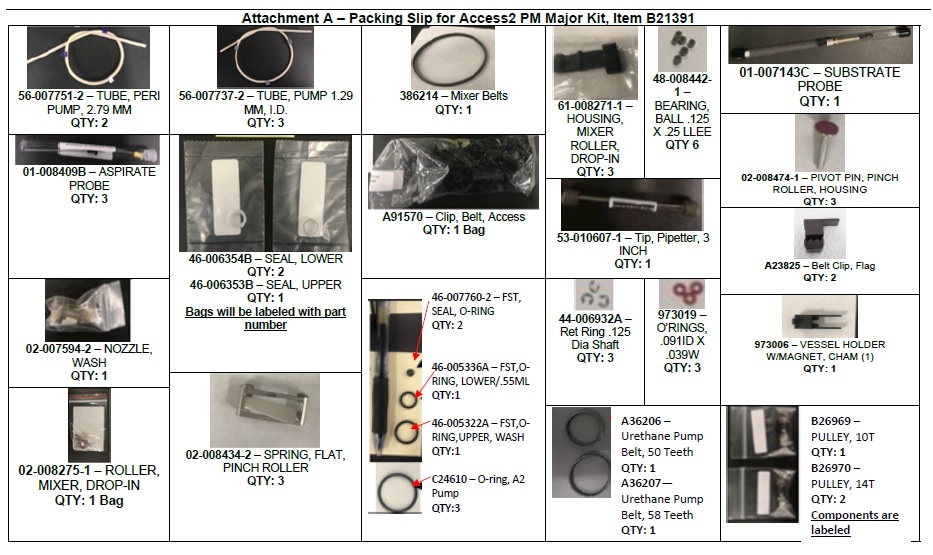 Attachment A – Packing Slip for Access2 PM Major Kit, Item B21391
56-007751-2 – TUBE, PERI
PUMP, 2.79 MM
QTY: 2
56-007737-2 – TUBE, PUMP 1.29
MM, I.D.
QTY: 3
386214 – Mixer Belts
QTY: 1
61-008271-1 –
HOUSING,
MIXER
ROLLER,
DROP-IN
QTY: 3
48-008442-
1 –
BEARING,
BALL .125
X .25 LLEE
QTY 6
01-007143C – SUBSTRATE
PROBE
QTY: 1
01-008409B – ASPIRATE
PROBE
QTY: 3
46-006354B – SEAL, LOWER
QTY: 2
46-006353B – SEAL, UPPER
QTY: 1
Bags will be labeled with part
number
A91570 – Clip, Belt, Access
QTY: 1 Bag
53-010607-1 – Tip, Pipetter, 3
INCH
QTY: 1
02-008474-1 – PIVOT PIN, PINCH
ROLLER, HOUSING
QTY: 3
A23825 – Belt Clip, Flag
QTY: 2
02-007594-2 – NOZZLE,
WASH
QTY: 1
46-007760-2 – FST,
SEAL, O-RING
QTY: 2
46-005336A – FST,O-
RING, LOWER/.55ML
QTY:1
46-005322A – FST,O-
RING,UPPER, WASH
QTY:1
C24610 – O-ring, A2
Pump
QTY:3
44-006932A –
Ret Ring .125
Dia Shaft
QTY: 3
973019 –
O'RINGS,
.091ID X
.039W
QTY: 3
973006 – VESSEL HOLDER
W/MAGNET, CHAM (1)
QTY: 1
02-008275-1 – ROLLER,
MIXER, DROP-IN
QTY: 1 Bag
02-008434-2 – SPRING, FLAT,
PINCH ROLLER
QTY: 3
A36206 –
Urethane Pump
Belt, 50 Teeth
QTY: 1
A36207—
Urethane Pump
Belt, 58 Teeth
QTY: 1
B26969 –
PULLEY, 10T
QTY: 1
B26970 –
PULLEY, 14T
QTY: 2
Components are
labeled